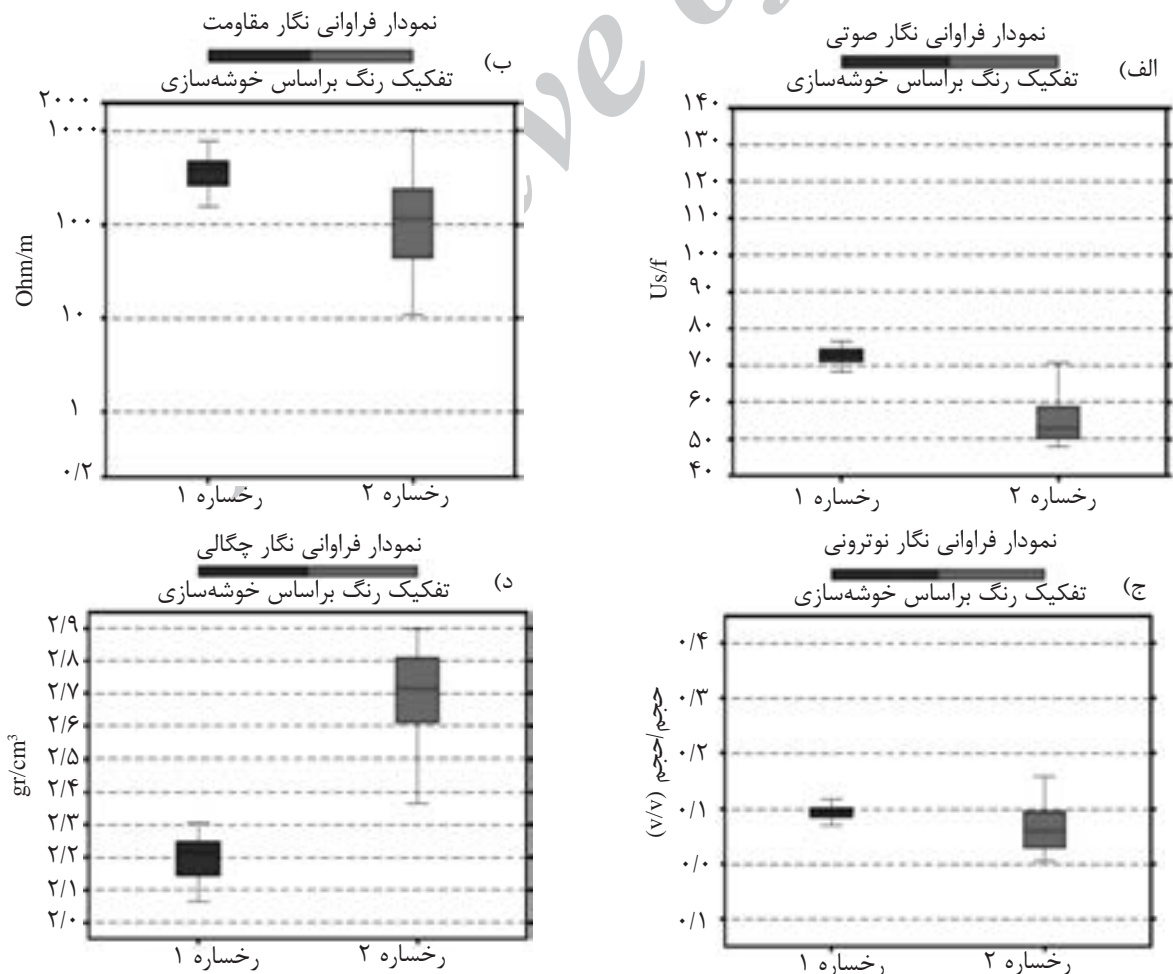 نمودار فراوانی نگار صوتی
الف)
تفکیک رنگ براساس خوشه‌سازی
۱۴۰
۱۳۰
۱۲۰
۱۱۰
۱۰۰
۹۰
۸۰
۷۰
۶۰
۵۰
۴۰
Us/f
رخساره ۱
رخساره ۲
نمودار فراوانی نگار مقاومت
ب)
تفکیک رنگ براساس خوشه‌سازی
۲۰۰۰
۱۰۰۰
۱۰۰
۱۰
۱
۰/۲
Ohm/m
رخساره ۱
رخساره ۲
نمودار فراوانی نگار نوترونی
ج)
تفکیک رنگ براساس خوشه‌سازی
۰/۴
۰/۳
۰/۲
۰/۱
۰/۰
۰/۱
حجم/حجم (v/v)
رخساره ۱
رخساره ۲
نمودار فراوانی نگار چگالی
د)
تفکیک رنگ براساس خوشه‌سازی
۲/۹
۲/۸
۲/۷
۲/۶
۲/۵
۲/۴
۲/۳
۲/۲
۲/۱
۲/۰
gr/cm³
رخساره ۱
رخساره ۲